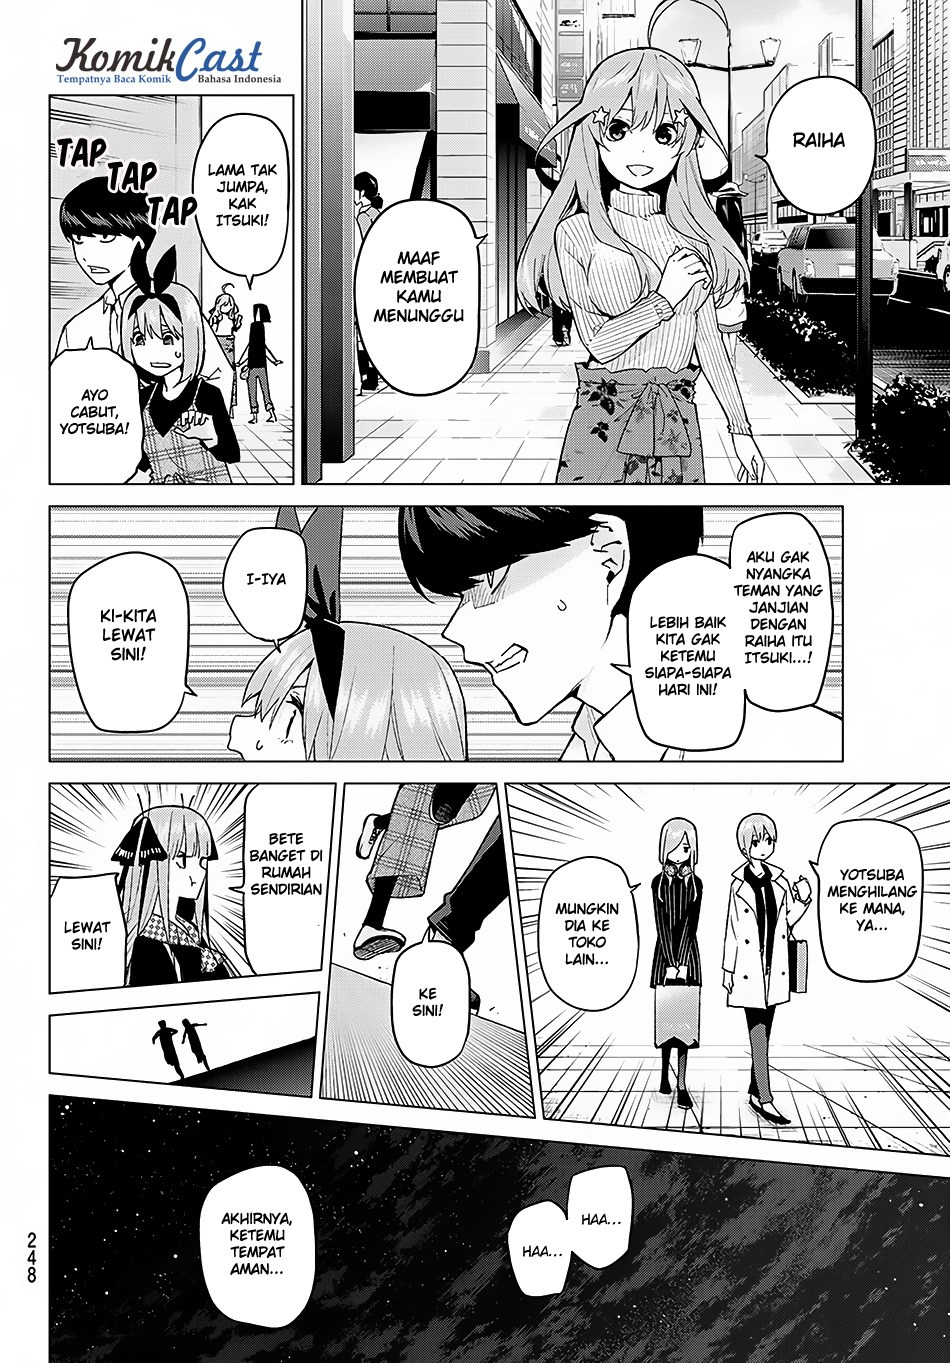 KomikCast
Tempatnya Baca Komik Bahasa Indonesia
RAIHA
MAAF
MEMBUAT
KAMU
MENUNGGU
LAMA TAK
JUMPA,
KAK
ITSUKI!
TAP
TAP
TAP
AYO
CABUT,
YOTSUBA!
AKU GAK
NYANGKA
TEMAN YANG
JANJIAN
DENGAN
RAIHA ITU
ITSUKI...!
LEBIH BAIK
KITA GAK
KETEMU
SIAPA-SIAPA
HARI INI!
I-IYA
KI-KITA
LEWAT
SINI!
YOTSUBA
MENGHILANG
KE MANA,
YA...
MUNGKIN
DIA KE
TOKO
LAIN...
KE
SINI!
BETE
BANGET DI
RUMAH
SENDIRIAN
LEWAT
SINI!
HAA...
HAA...
AKHIRNYA,
KETEMU
TEMPAT
AMAN...
248